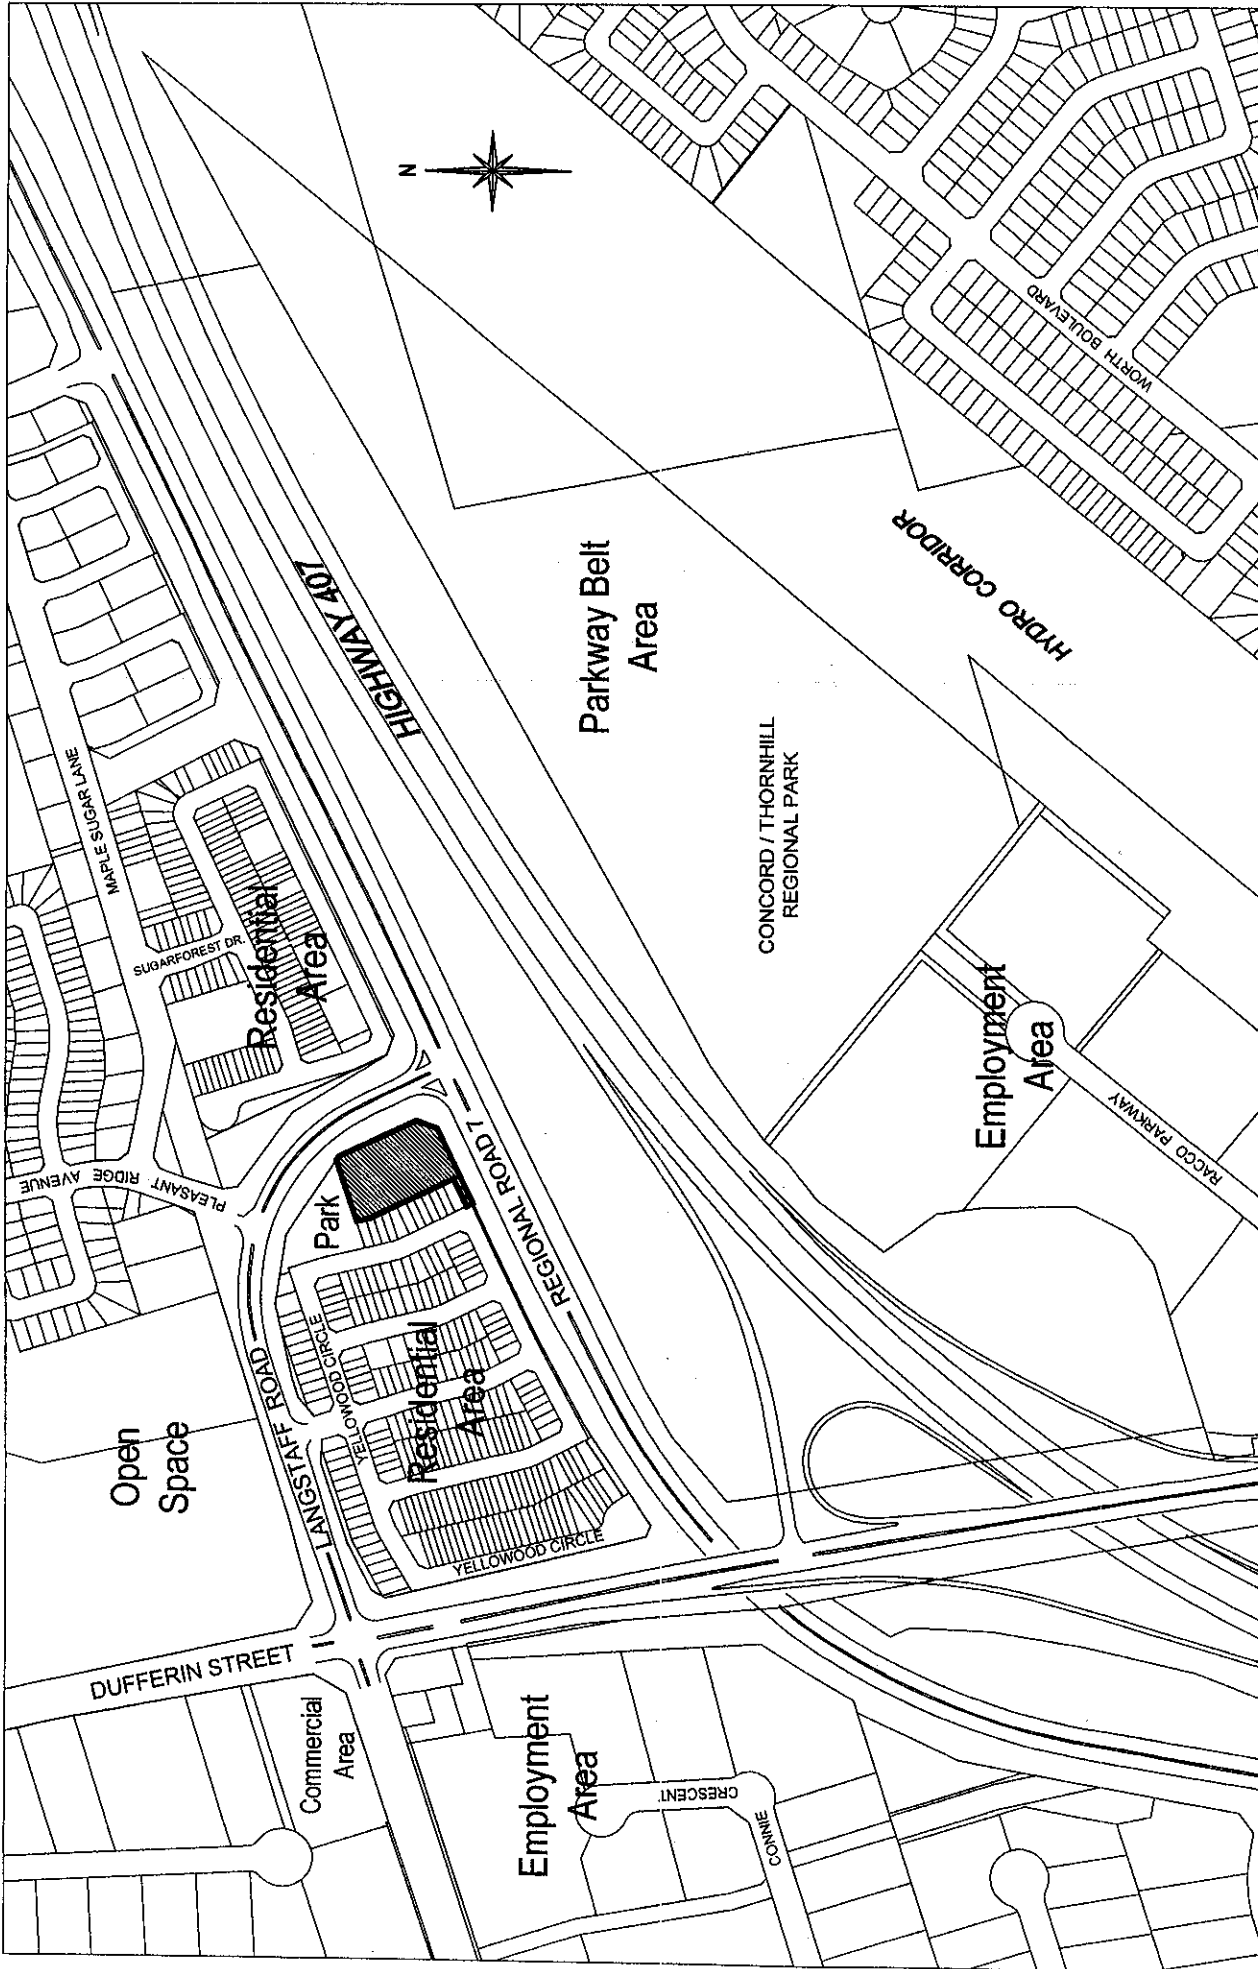 N
MAPLE SUGAR LANE
SUGARFOREST DR.
Residential
Area
HIGHWAY 407
Parkway Belt
Area
CONCORD / THORNHILL
REGIONAL PARK
HYDRO CORRIDOR
WORTH BOULEVARD
PLEASANT RIDGE AVENUE
Park
REGIONAL ROAD 7
Open
Space
LANGSTAFF ROAD
YELLOWOOD CIRCLE
YELLOWOOD CIRCLE
Residential
Area
Employment
Area
RACCO PARKWAY
DUFFERIN STREET
Commercial
Area
Employment
Area
CONNIE
CRESCENT